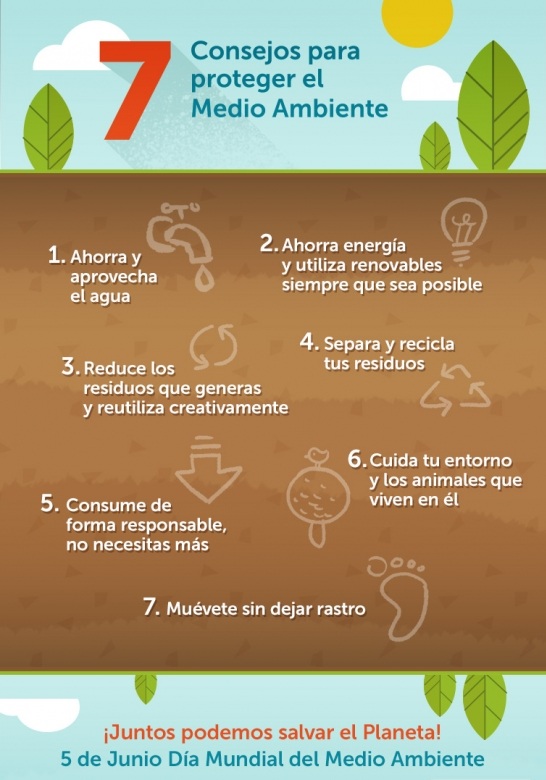 7 Consejos para
proteger el
Medio Ambiente
1. Ahorra y
aprovecha
el agua
2. Ahorra energía
y utiliza renovables
siempre que sea posible
3. Reduce los
residuos que generas
y reutiliza creativamente
4. Separa y recicla
tus residuos
5. Consume de
forma responsable,
no necesitas más
6. Cuida tu entorno
y los animales que
viven en él
7. Muévete sin dejar rastro
¡Juntos podemos salvar el Planeta!
5 de Junio Día Mundial del Medio Ambiente